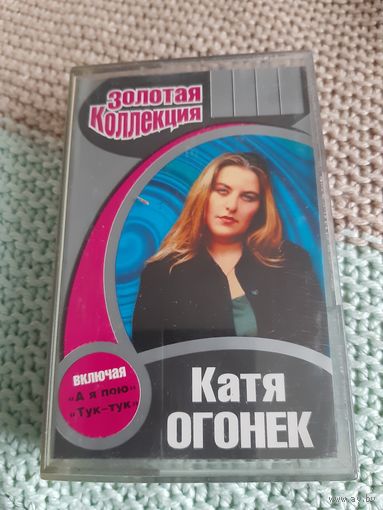 Золотая
Коллекция
включая
«А я пою»
«Тук-тук»
Катя
ОГОНЕК